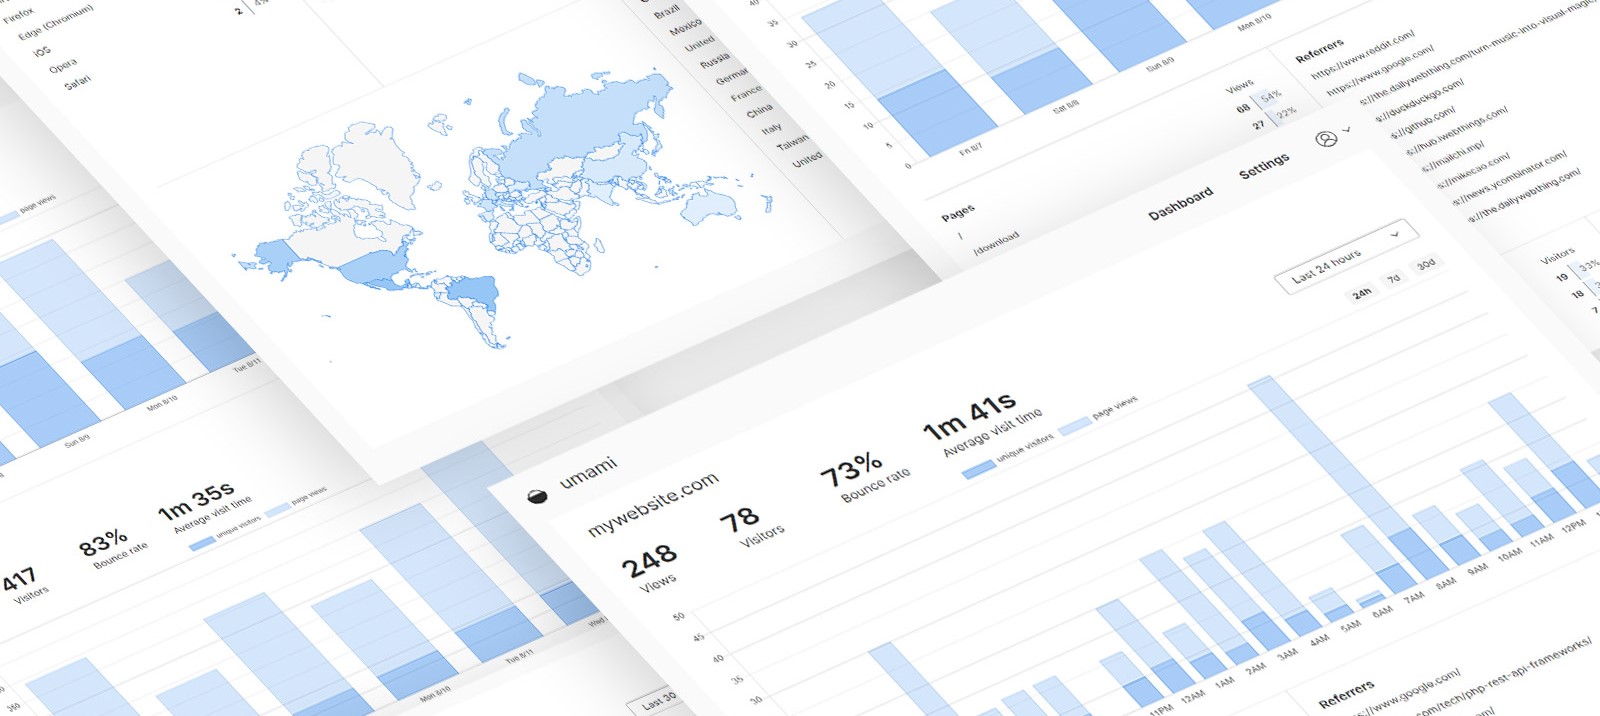 Firefox
Edge (Chromium)
iOS
Opera
Safari
2
4%
Brazil
Mexico
United
Russia
Germa
France
China
Italy
Taiwan
United
page views
Sun 8/9
Mon 8/10
Tue 8/11
417
Visitors
83%
Bounce rate
1m 35s
Average visit time
unique visitors
page views
Mon 8/10
Tue 8/11
Wed
Last 30
40
35
30
25
20
15
10
5
0
Fri 8/7
Sat 8/8
Sun 8/9
Mon 8/10
Pages
/
/download
Views
68
54%
27
22%
Referrers
https://www.reddit.com/
https://www.google.com/
s://the.dailywebthing.com/turn-music-into-visual-magic
s://duckduckgo.com/
s://github.com/
s://hub.iwebthings.com/
s://mailchi.mp/
s://mikecao.com/
s://news.ycombinator.com/
s://the.dailywebthing.com/
Visitors
19
33%
18
7
umami
Dashboard
Settings
mywebsite.com
Last 24 hours
24h
7d
30d
248
Views
78
Visitors
73%
Bounce rate
1m 41s
Average visit time
unique visitors
page views
50
45
40
35
30
11PM
12AM
1AM
2AM
3AM
4AM
5AM
6AM
7AM
8AM
9AM
10AM
11AM
12PM
Referrers
https://www.google.com/
com/tech/php-rest-api-frameworks/